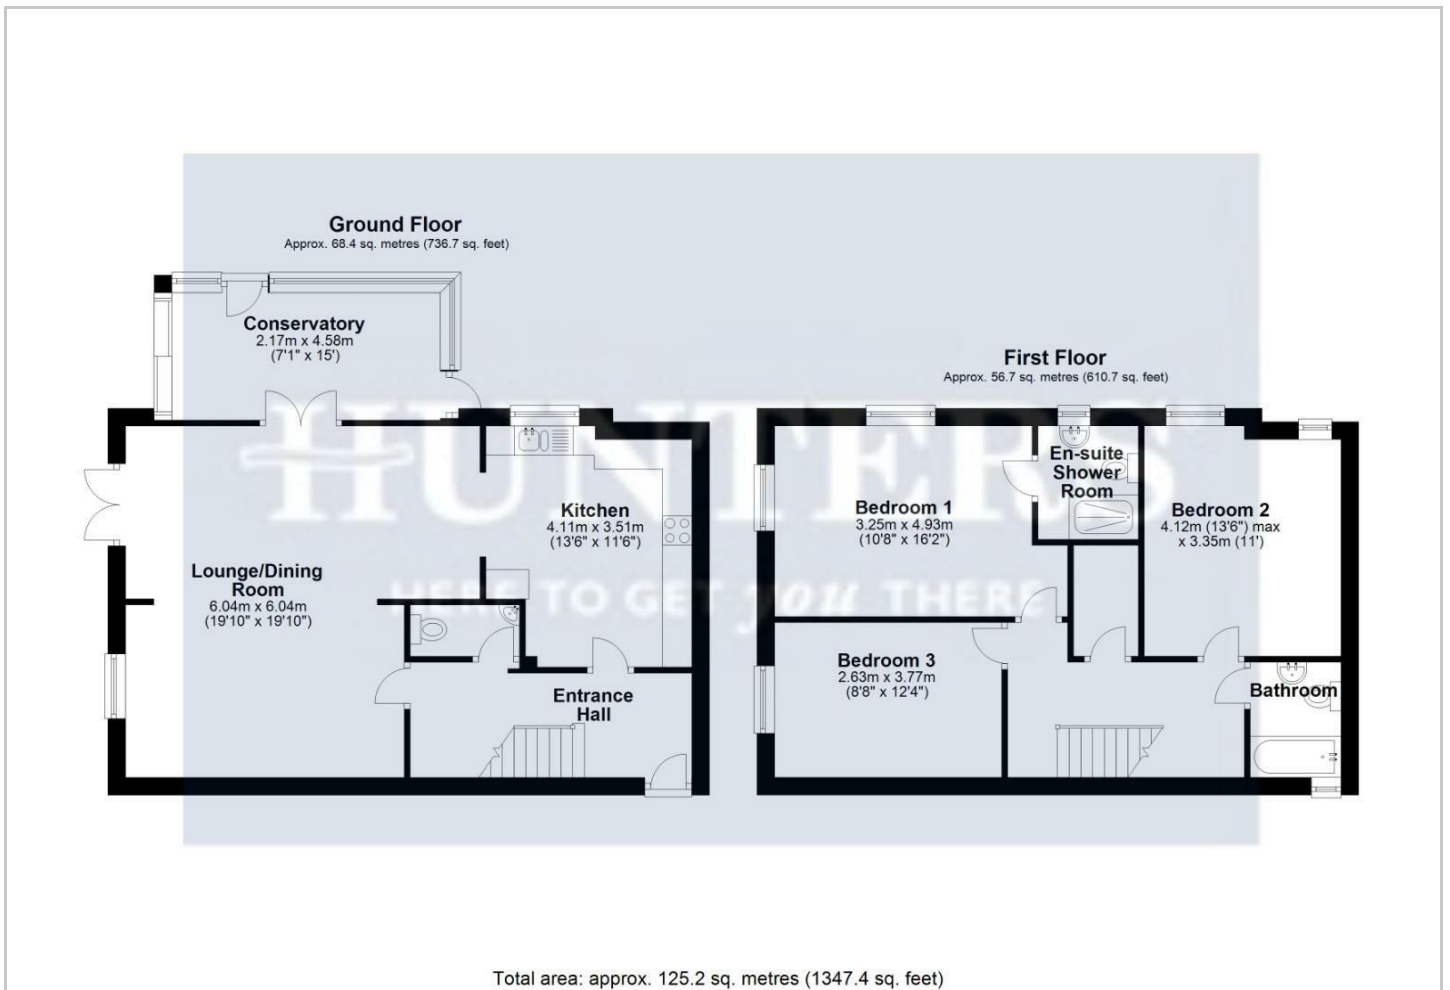 Ground Floor
Approx. 68.4 sq. metres (736.7 sq. feet)
Conservatory
2.17m x 4.58m
(7'1" x 15')
Kitchen
4.11m x 3.51m
(13'6" x 11'6")
Lounge/Dining
Room
6.04m x 6.04m
(19'10" x 19'10")
Entrance
Hall
First Floor
Approx. 56.7 sq. metres (610.7 sq. feet)
En-suite
Shower
Room
Bedroom 1
3.25m x 4.93m
(10'8" x 16'2")
Bedroom 2
4.12m (13'6") max
x 3.35m (11')
Bedroom 3
2.63m x 3.77m
(8'8" x 12'4")
Bathroom
HUNTERS
HERE TO GET you THERE
Total area: approx. 125.2 sq. metres (1347.4 sq. feet)